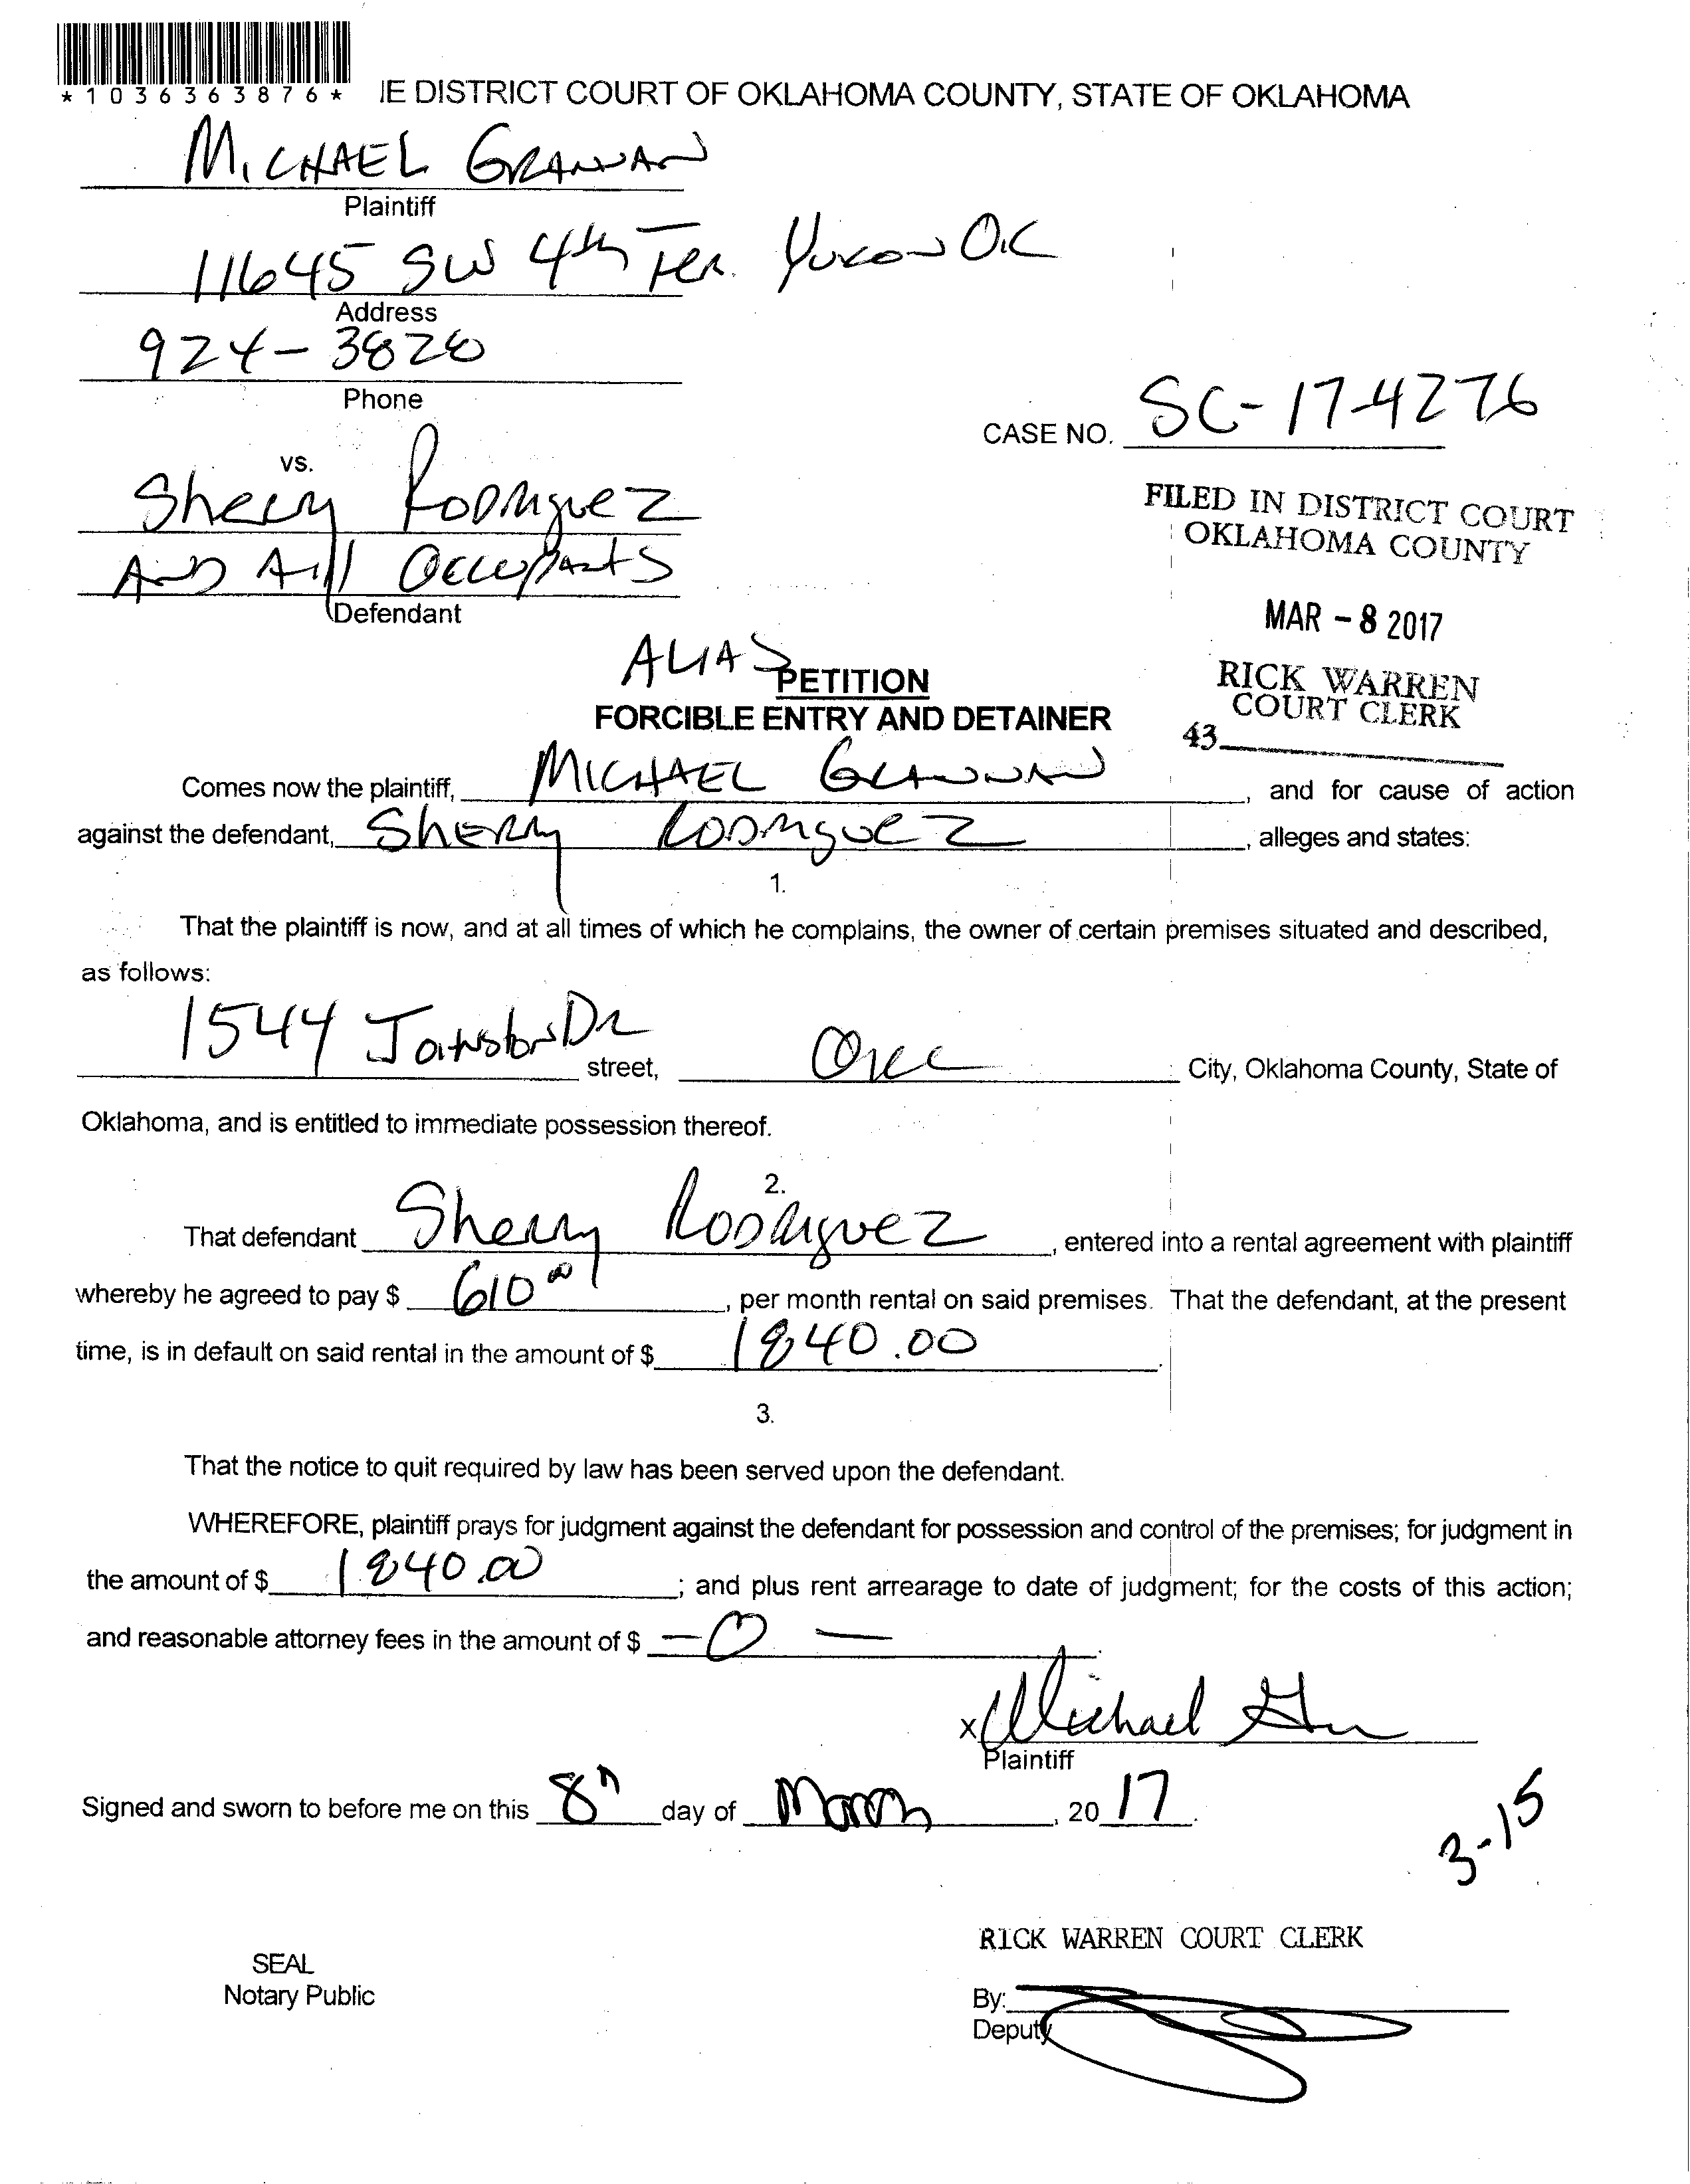 *1036363876*
IE DISTRICT COURT OF OKLAHOMA COUNTY, STATE OF OKLAHOMA
MICHAEL GRANNAN
Plaintiff
11645 SW 4th Ter. Yukon OK
Address
924-3828
Phone
CASE NO. SC-17-4276
vs.
Sherry Rodriguez
And All Occupants
Defendant
FILED IN DISTRICT COURT
OKLAHOMA COUNTY
MAR - 8 2017
RICK WARREN
COURT CLERK
43
ALIAS PETITION
FORCIBLE ENTRY AND DETAINER
Comes now the plaintiff, MICHAEL GRANNAN, and for cause of action
against the defendant, Sherry Rodriguez, alleges and states:
1.
That the plaintiff is now, and at all times of which he complains, the owner of certain premises situated and described,
as follows:
1544 Dr street, OKC City, Oklahoma County, State of
Oklahoma, and is entitled to immediate possession thereof.
2.
That defendant Sherry Rodriguez, entered into a rental agreement with plaintiff
whereby he agreed to pay $ 610 00, per month rental on said premises. That the defendant, at the present
time, is in default on said rental in the amount of $ 1840.00.
3.
That the notice to quit required by law has been served upon the defendant.
WHEREFORE, plaintiff prays for judgment against the defendant for possession and control of the premises; for judgment in
the amount of $ 1840.00; and plus rent arrearage to date of judgment; for the costs of this action;
and reasonable attorney fees in the amount of $ -0-.
x Michael
Plaintiff
Signed and sworn to before me on this 8th day of March, 20 17.
3-15
RICK WARREN COURT CLERK
SEAL
Notary Public
By:
Deputy